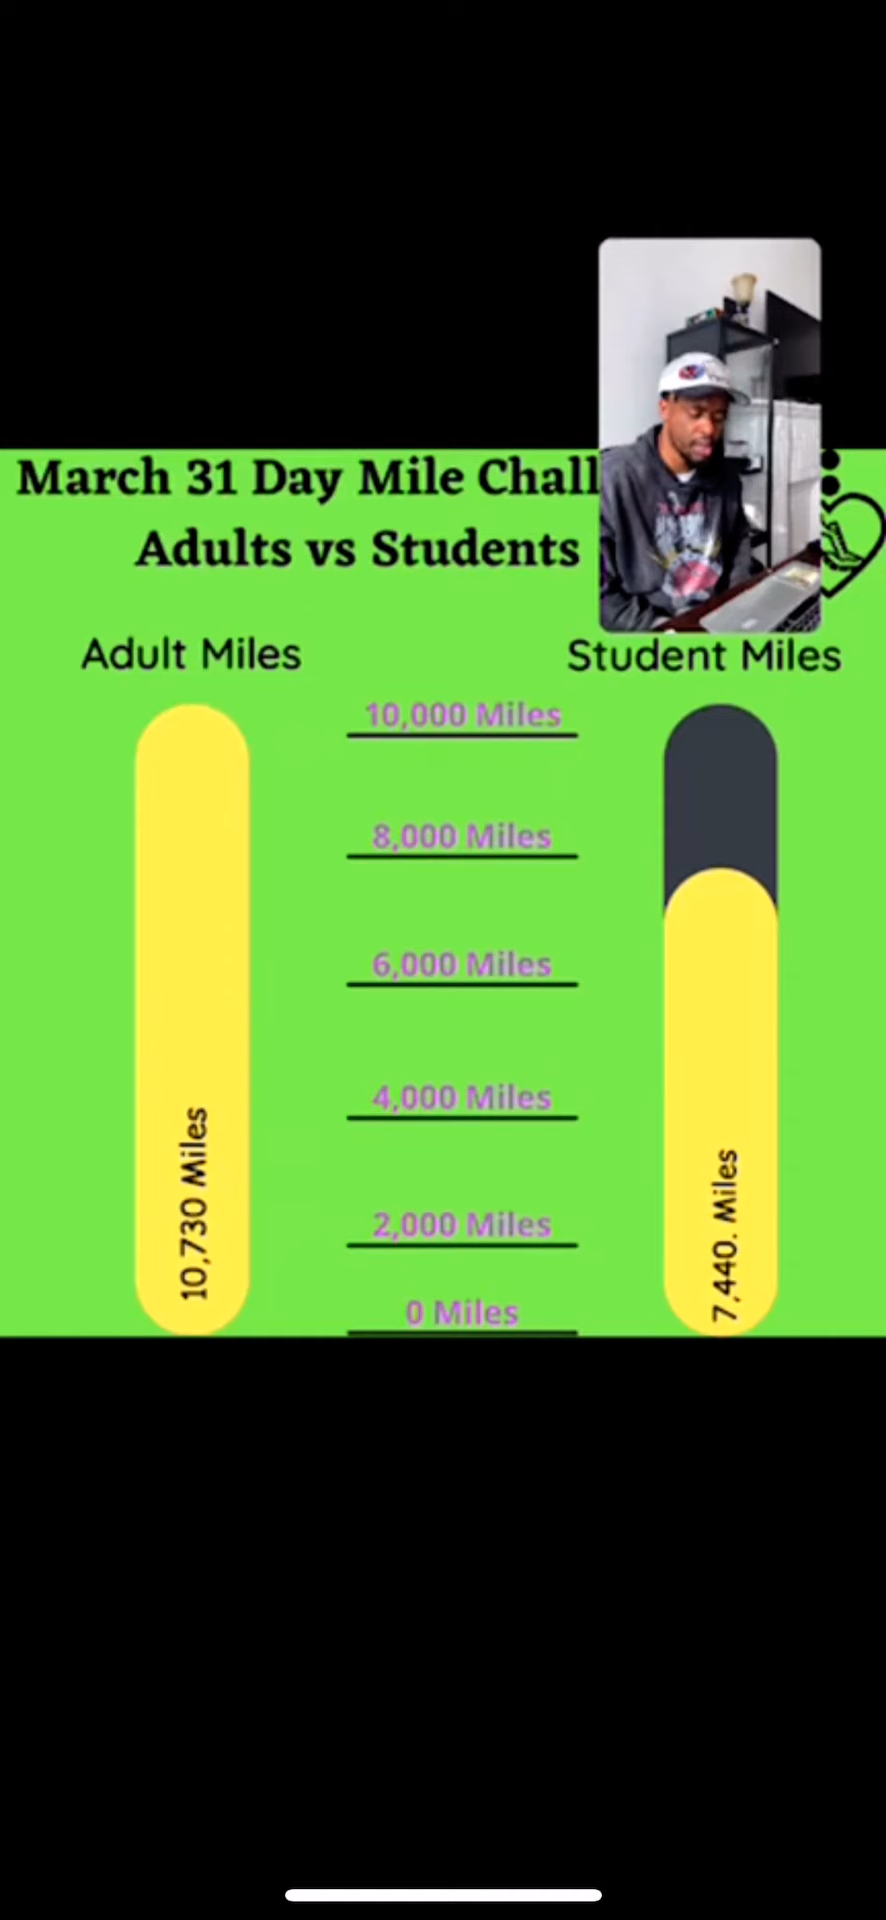 March 31 Day Mile Chall
Adults vs Students
Adult Miles
Student Miles
10,000 Miles
8,000 Miles
6,000 Miles
4,000 Miles
2,000 Miles
0 Miles
10,730 Miles
7,440. Miles